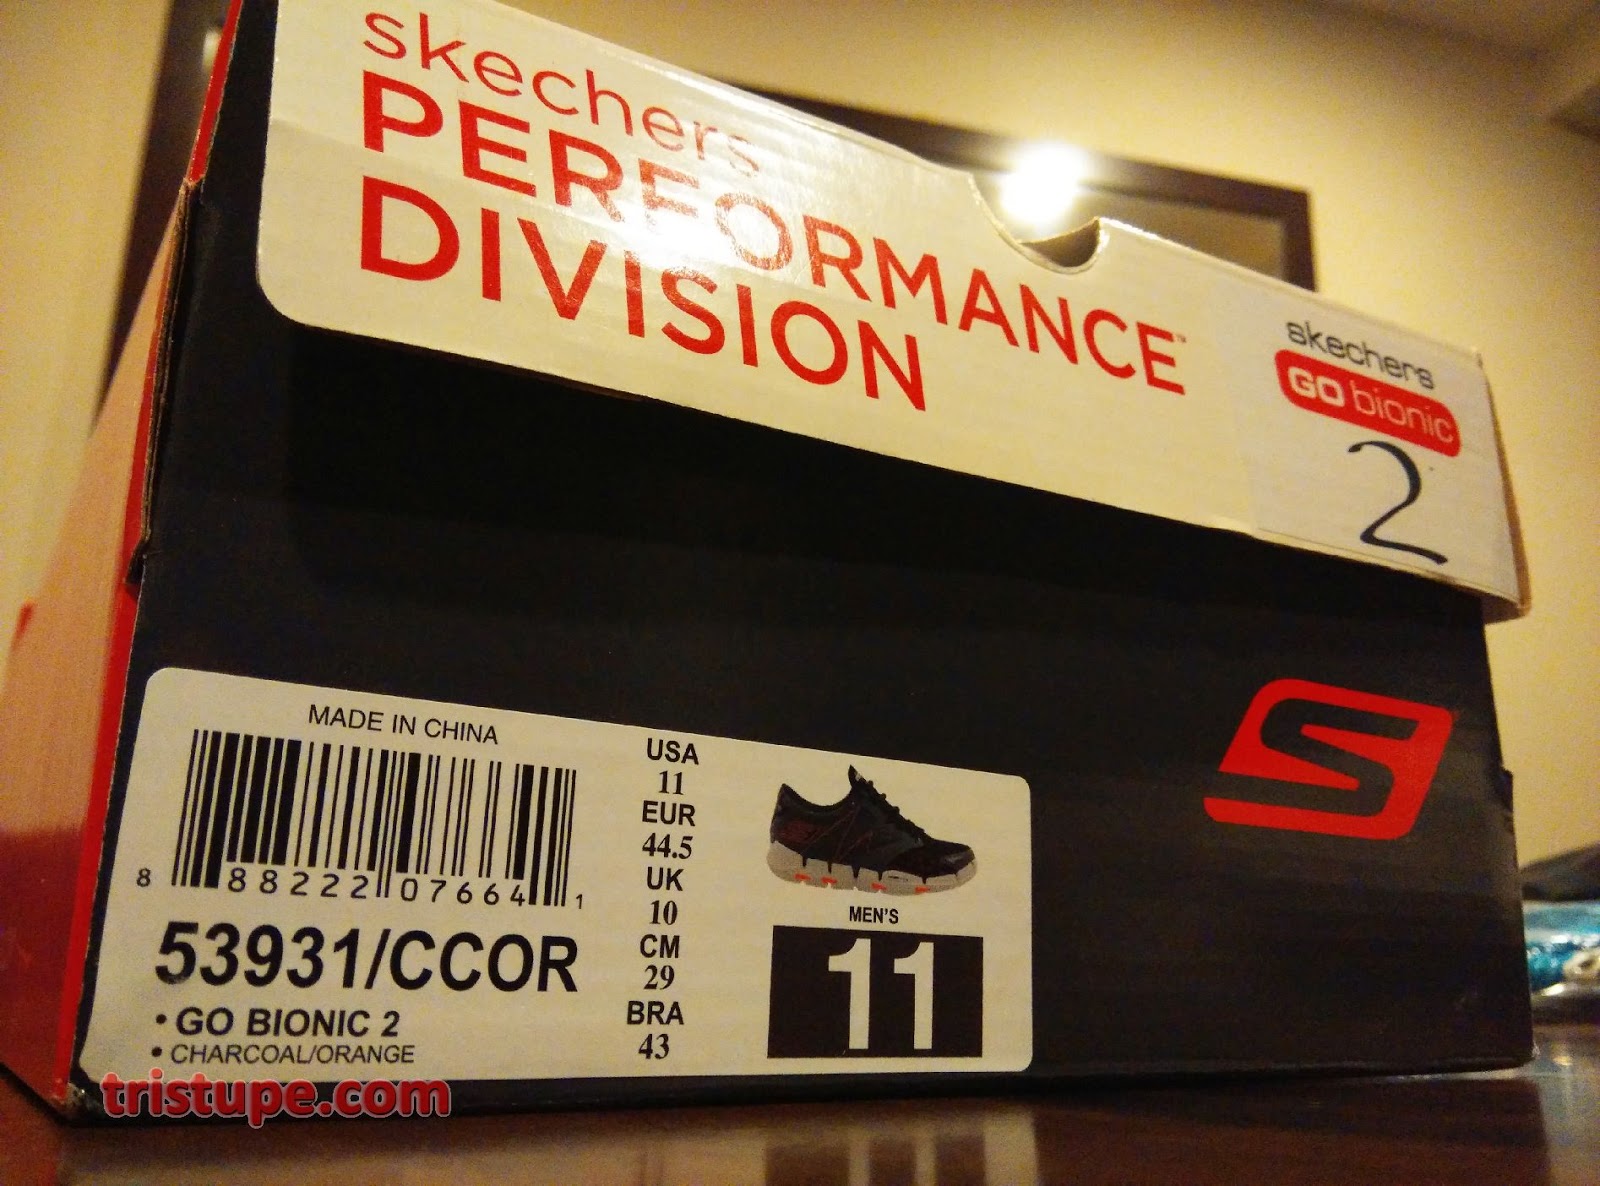 skechers
PERFORMANCE™
DIVISION
skechers
GO bionic
2
MADE IN CHINA
8 88222 07664 1
53931/CCOR
• GO BIONIC 2
• CHARCOAL/ORANGE
USA
11
EUR
44.5
UK
10
CM
29
BRA
43
MEN'S
11
S
tristupe.com